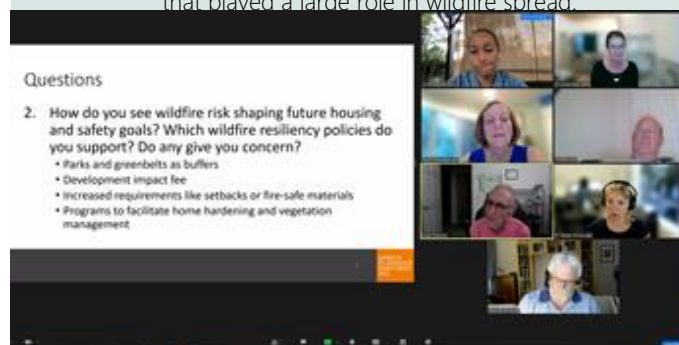 that played a large role in wildfire spread.
Questions
2. How do you see wildfire risk shaping future housing
and safety goals? Which wildfire resiliency policies do
you support? Do any give you concern?
• Parks and greenbelts as buffers
• Development impact fee
• Increased requirements like setbacks or fire-safe materials
• Programs to facilitate home hardening and vegetation
management